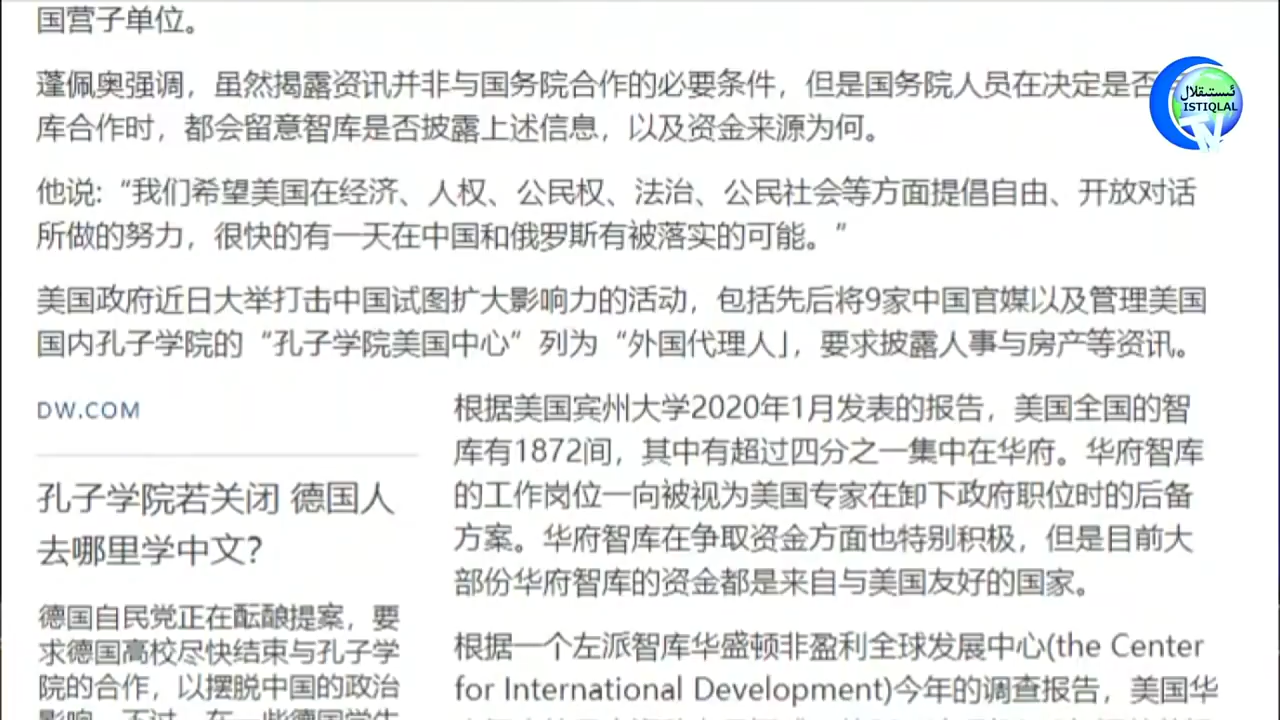 国营子单位。
蓬佩奥强调，虽然揭露资讯并非与国务院合作的必要条件，但是国务院人员在决定是否
库合作时，都会留意智库是否披露上述信息，以及资金来源为何。
他说：“我们希望美国在经济、人权、公民权、法治、公民社会等方面提倡自由、开放对话
所做的努力，很快的有一天在中国和俄罗斯有被落实的可能。”
美国政府近日大举打击中国试图扩大影响力的活动，包括先后将9家中国官媒以及管理美国
国内孔子学院的“孔子学院美国中心”列为“外国代理人」，要求披露人事与房产等资讯。
DW.COM
孔子学院若关闭 德国人
去哪里学中文？
德国自民党正在酝酿提案，要
求德国高校尽快结束与孔子学
院的合作，以摆脱中国的政治
根据美国宾州大学2020年1月发表的报告，美国全国的智
库有1872间，其中有超过四分之一集中在华府。华府智库
的工作岗位一向被视为美国专家在卸下政府职位时的后备
方案。华府智库在争取资金方面也特别积极，但是目前大
部份华府智库的资金都是来自与美国友好的国家。
根据一个左派智库华盛顿非盈利全球发展中心(the Center
for International Development)今年的调查报告，美国华
ئىستىقلال
ISTIQLAL